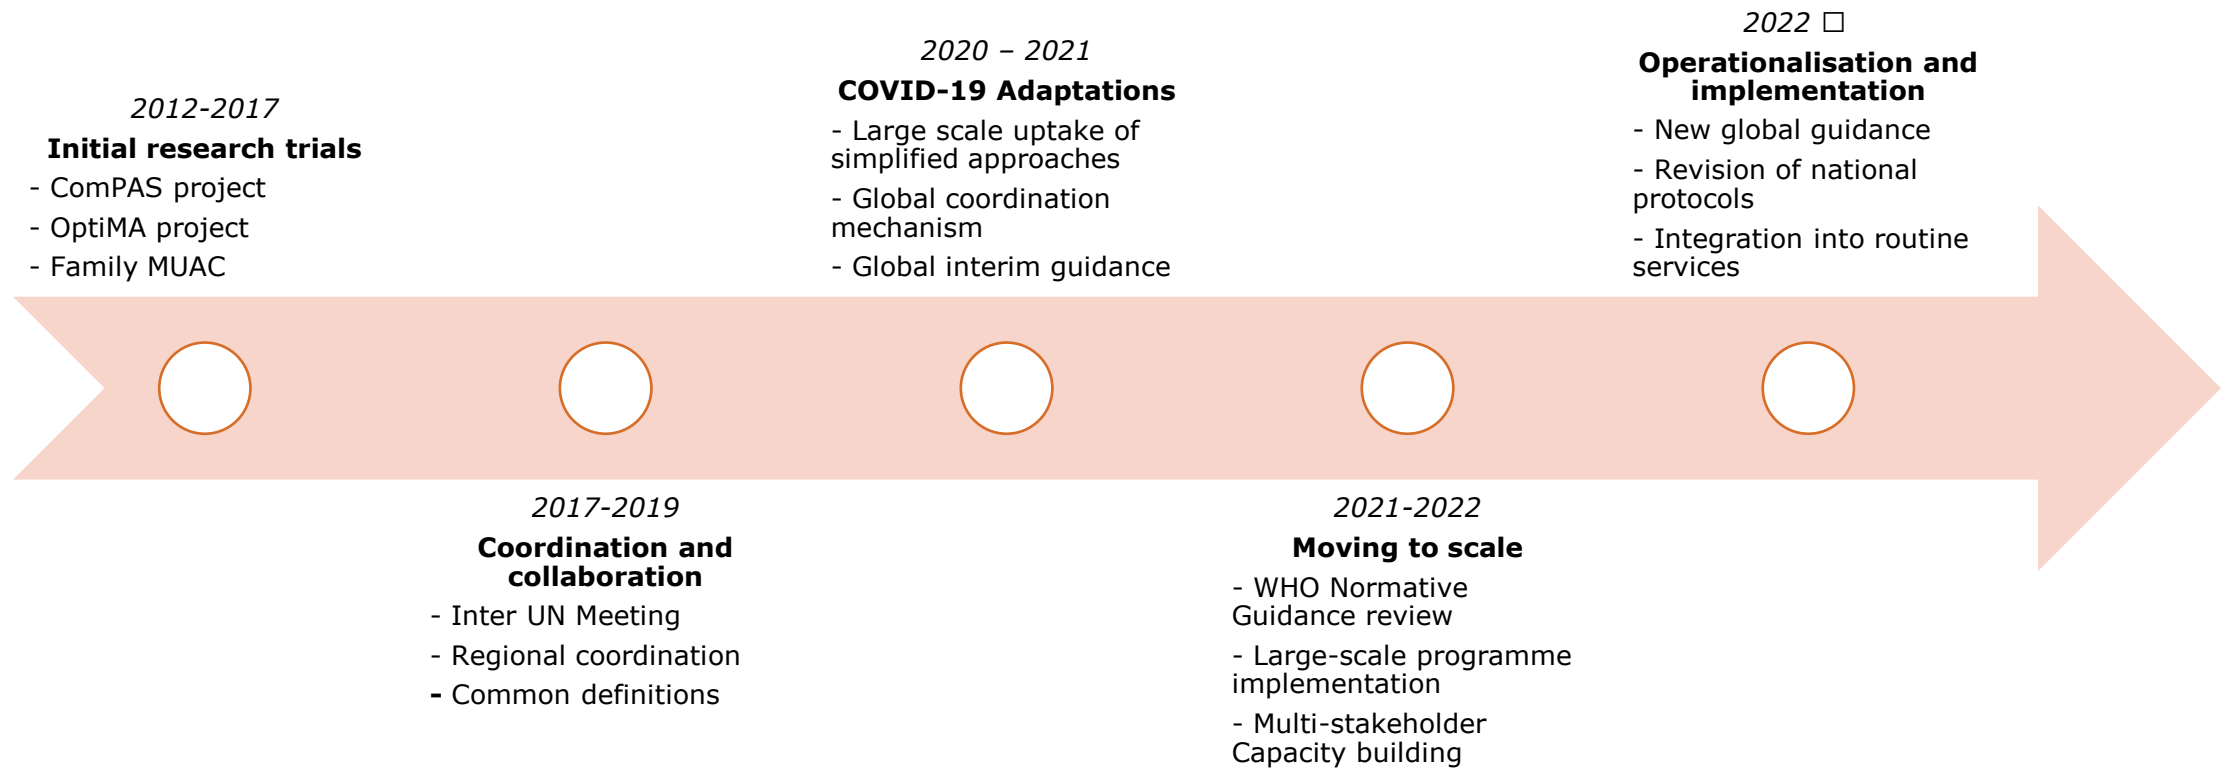 2012-2017
Initial research trials
- ComPAS project
- OptiMA project
- Family MUAC
2017-2019
Coordination and
collaboration
- Inter UN Meeting
- Regional coordination
- Common definitions
2020 – 2021
COVID-19 Adaptations
- Large scale uptake of
simplified approaches
- Global coordination
mechanism
- Global interim guidance
2021-2022
Moving to scale
- WHO Normative
Guidance review
- Large-scale programme
implementation
- Multi-stakeholder
Capacity building
2022 □
Operationalisation and
implementation
- New global guidance
- Revision of national
protocols
- Integration into routine
services